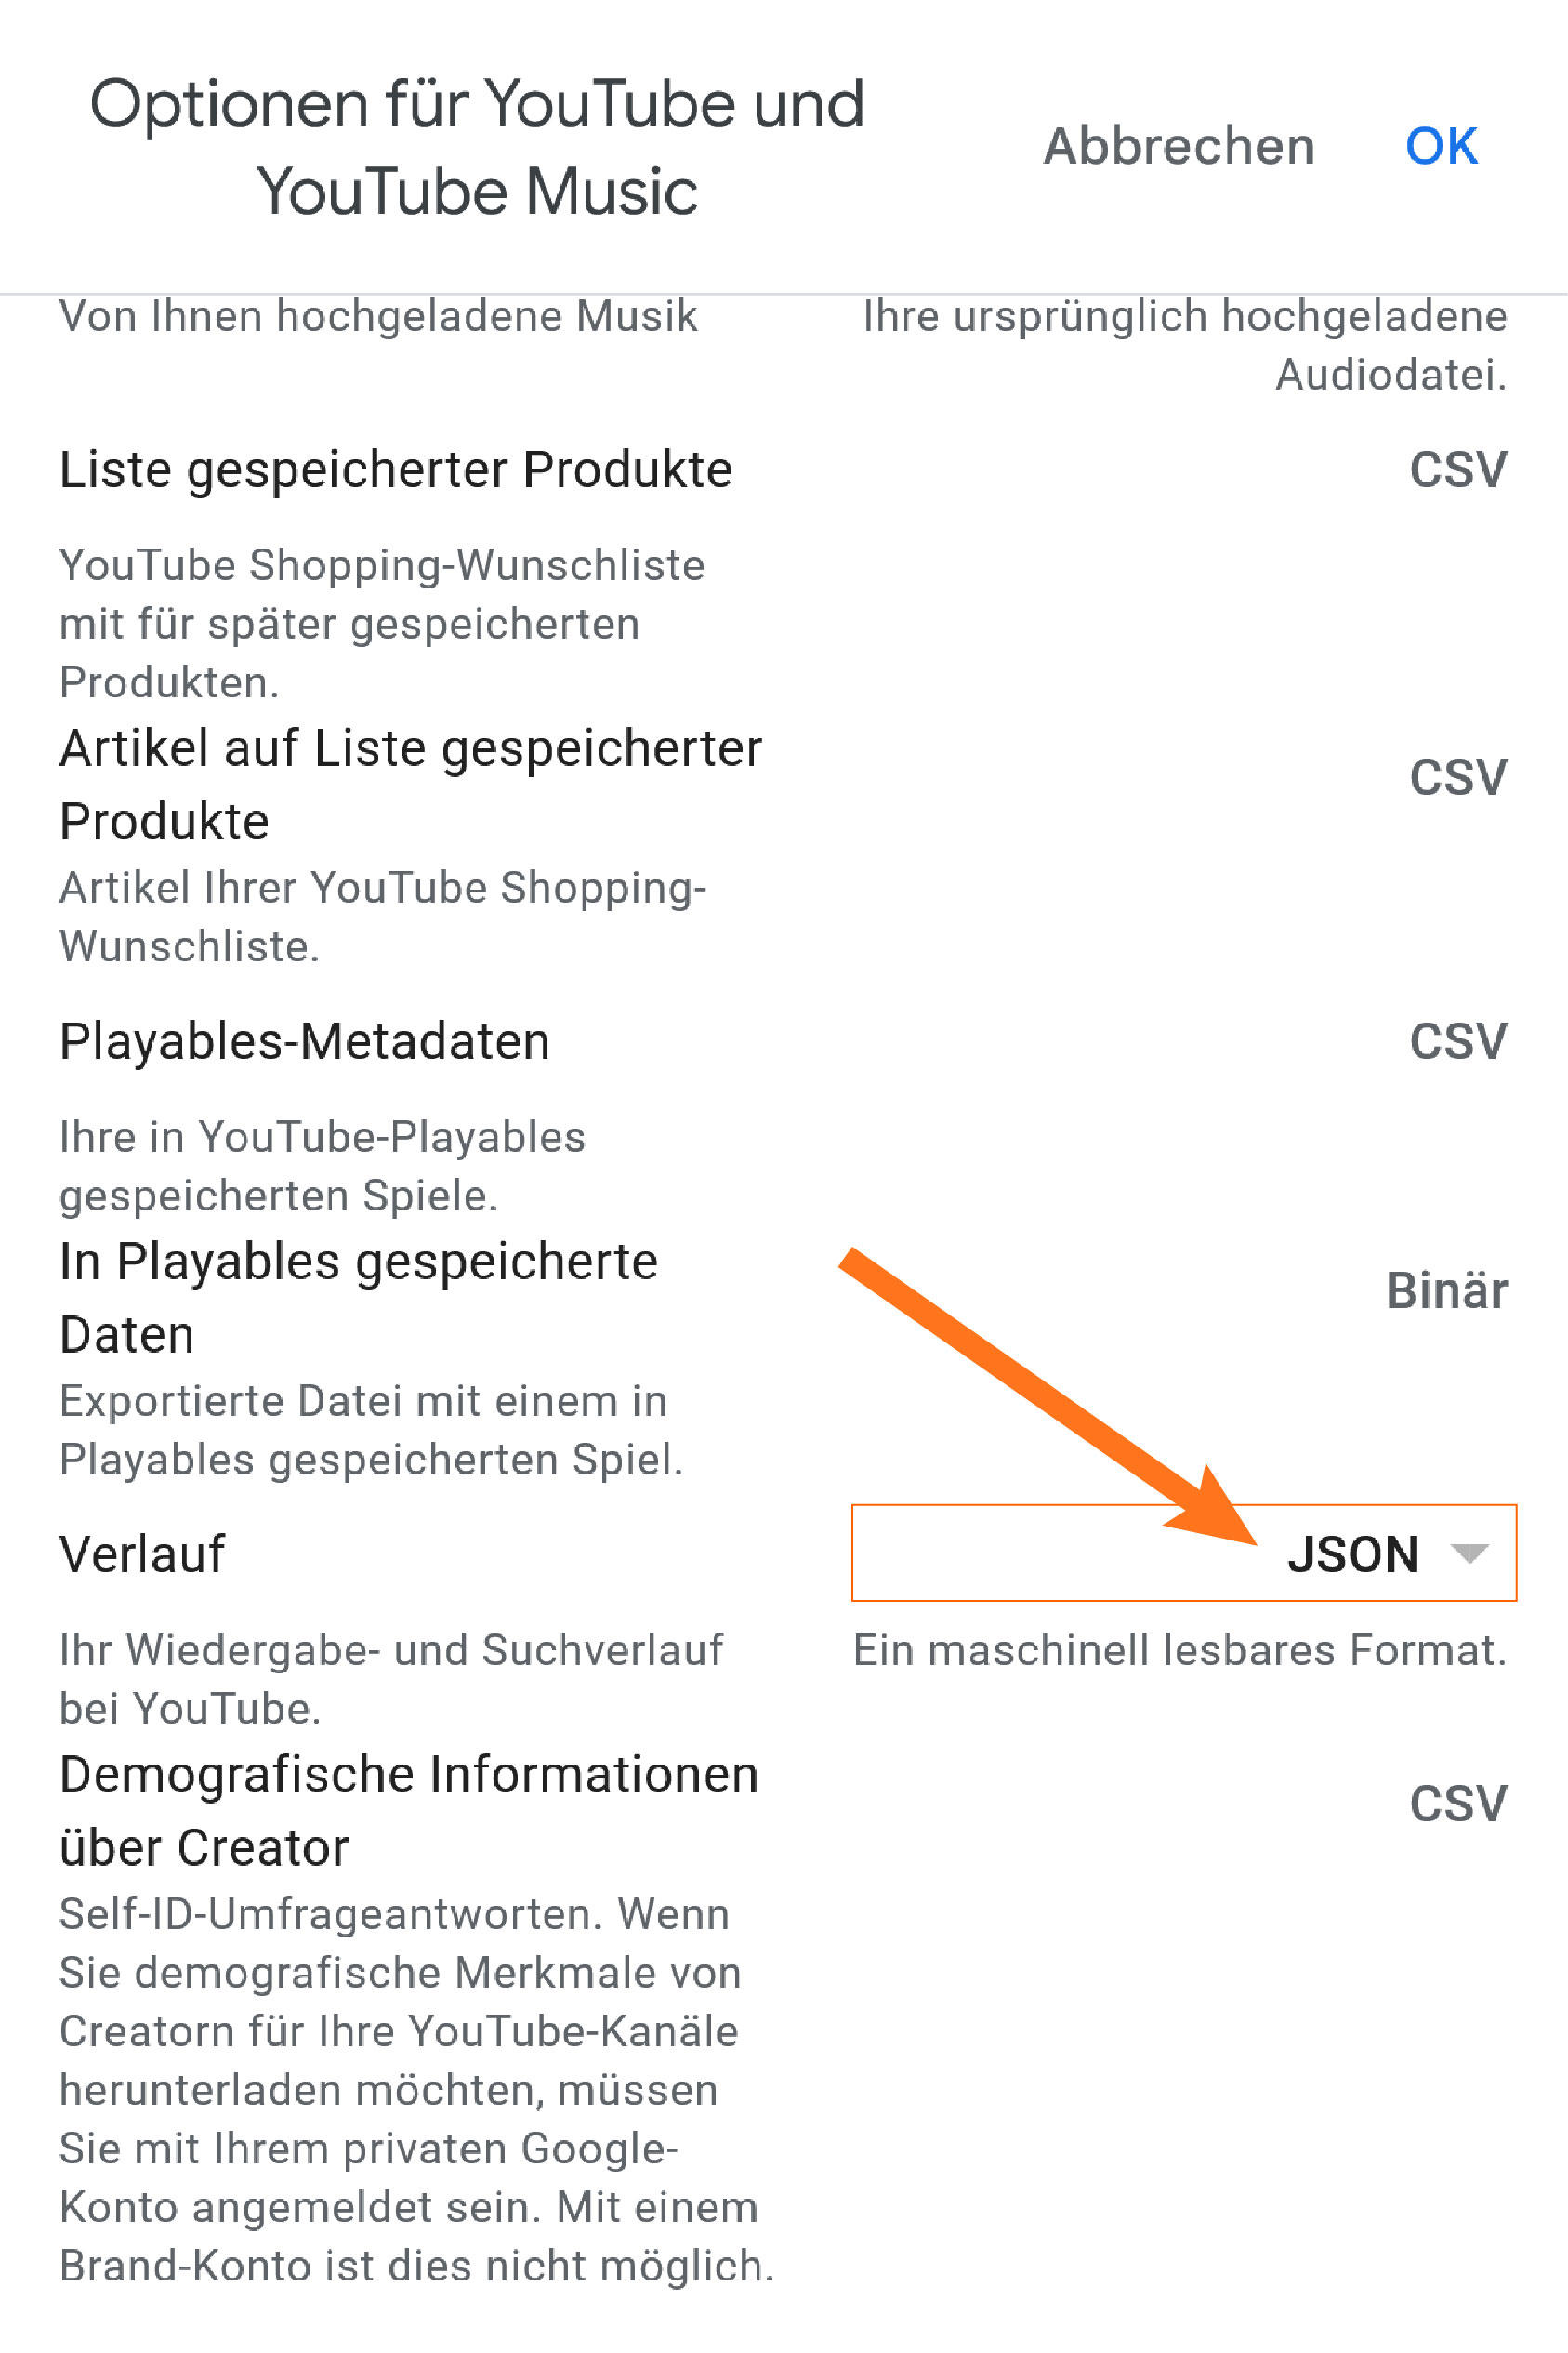 Optionen für YouTube und
YouTube Music
Abbrechen
OK
Von Ihnen hochgeladene Musik
Ihre ursprünglich hochgeladene
Audiodatei.
Liste gespeicherter Produkte
CSV
YouTube Shopping-Wunschliste
mit für später gespeicherten
Produkten.
Artikel auf Liste gespeicherter
Produkte
CSV
Artikel Ihrer YouTube Shopping-
Wunschliste.
Playables-Metadaten
CSV
Ihre in YouTube-Playables
gespeicherten Spiele.
In Playables gespeicherte
Daten
Binär
Exportierte Datei mit einem in
Playables gespeicherten Spiel.
Verlauf
JSON
Ihr Wiedergabe- und Suchverlauf
bei YouTube.
Ein maschinell lesbares Format.
Demografische Informationen
über Creator
CSV
Self-ID-Umfrageantworten. Wenn
Sie demografische Merkmale von
Creatorn für Ihre YouTube-Kanäle
herunterladen möchten, müssen
Sie mit Ihrem privaten Google-
Konto angemeldet sein. Mit einem
Brand-Konto ist dies nicht möglich.